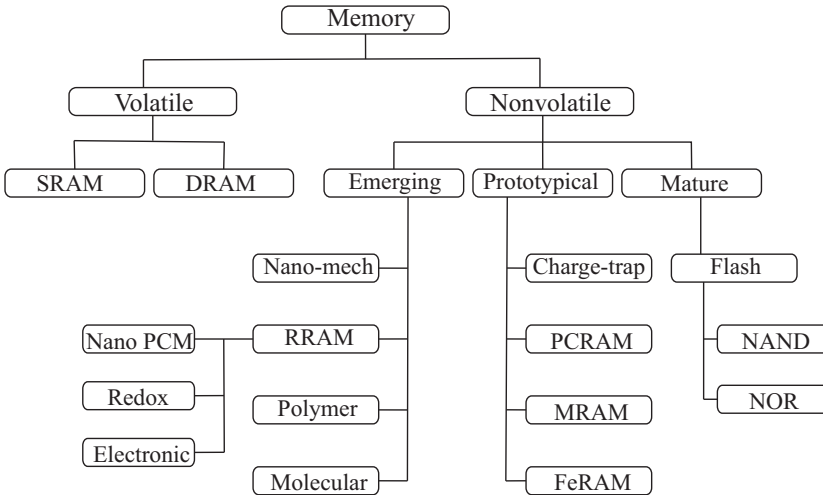 Memory
Volatile
Nonvolatile
SRAM
DRAM
Emerging
Prototypical
Mature
Nano-mech
Charge-trap
Flash
Nano PCM
RRAM
PCRAM
NAND
Redox
Polymer
MRAM
NOR
Electronic
Molecular
FeRAM